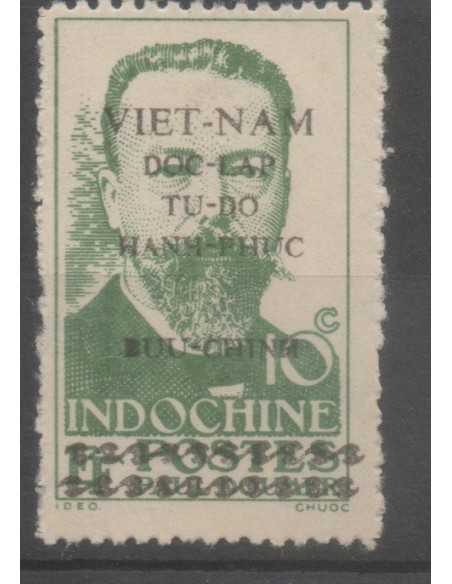 VIET-NAM
DOC-LAP
TU-DO
HANH-PHUC
BUU-CHINH
10c
INDOCHINE
POSTES
IDEO.
CHUOC